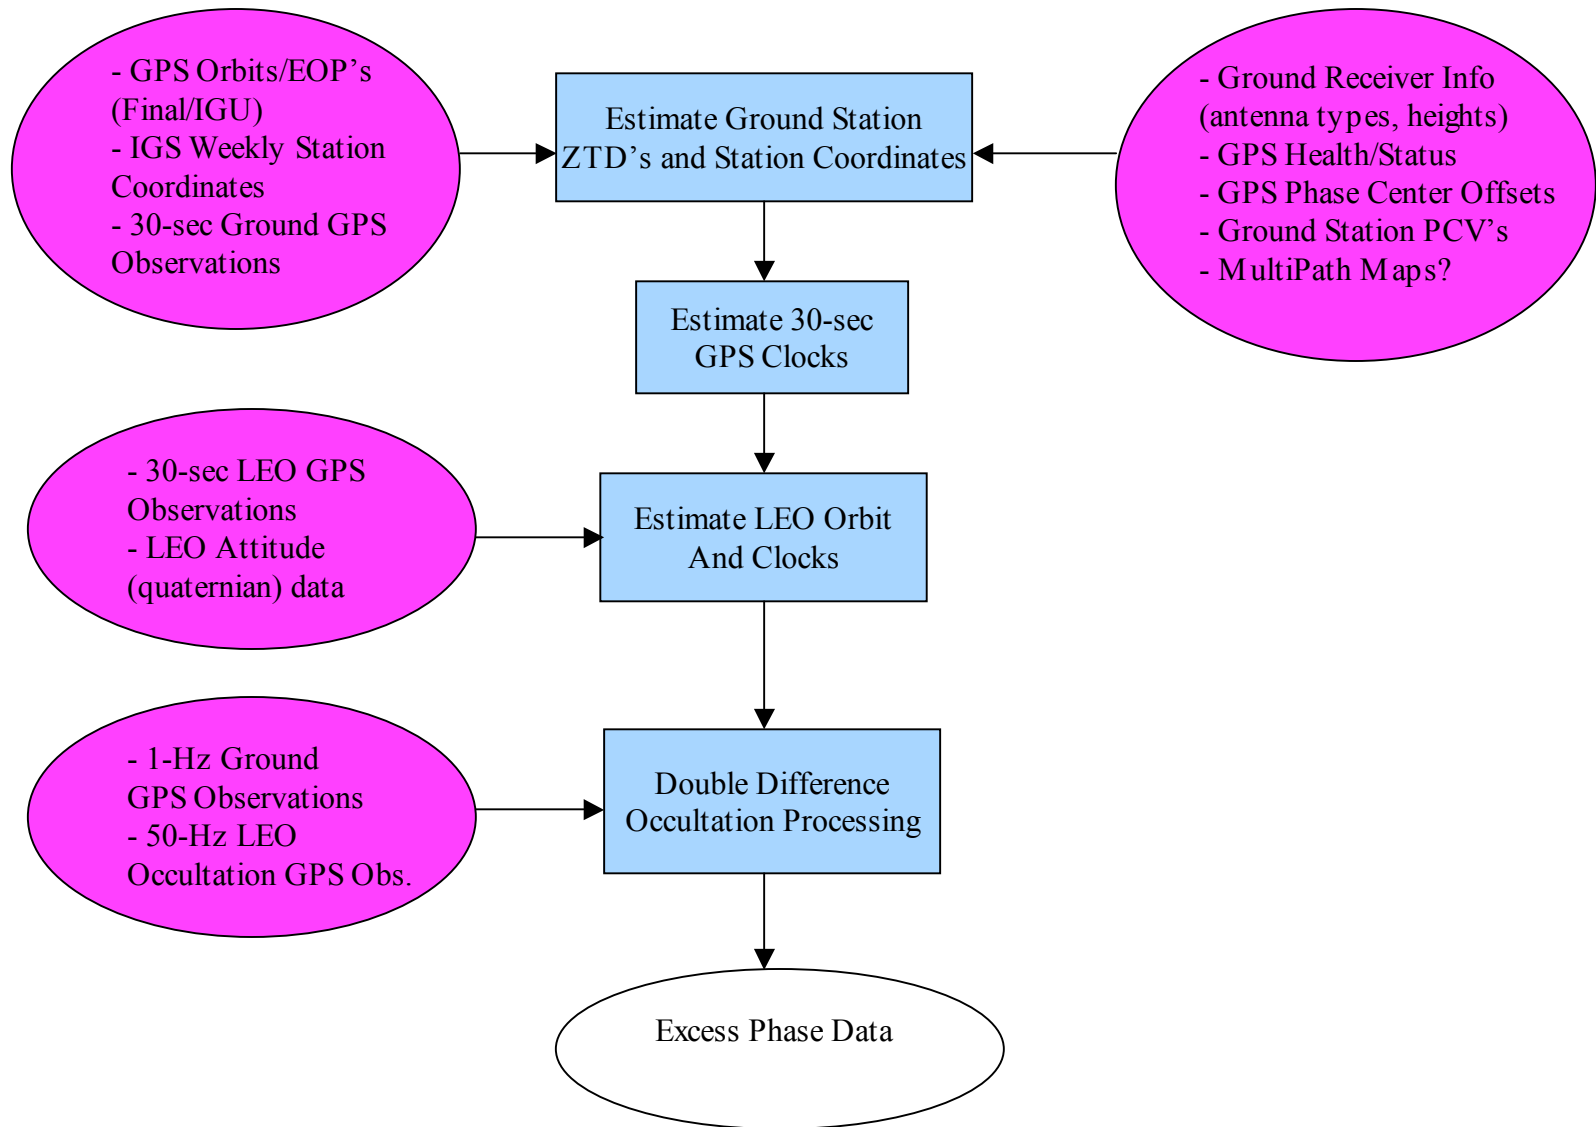 - GPS Orbits/EOP’s
(Final/IGU)
- IGS Weekly Station
Coordinates
- 30-sec Ground GPS
Observations
Estimate Ground Station
ZTD’s and Station Coordinates
- Ground Receiver Info
(antenna types, heights)
- GPS Health/Status
- GPS Phase Center Offsets
- Ground Station PCV’s
- MultiPath Maps?
Estimate 30-sec
GPS Clocks
- 30-sec LEO GPS
Observations
- LEO Attitude
(quaternian) data
Estimate LEO Orbit
And Clocks
- 1-Hz Ground
GPS Observations
- 50-Hz LEO
Occultation GPS Obs.
Double Difference
Occultation Processing
Excess Phase Data